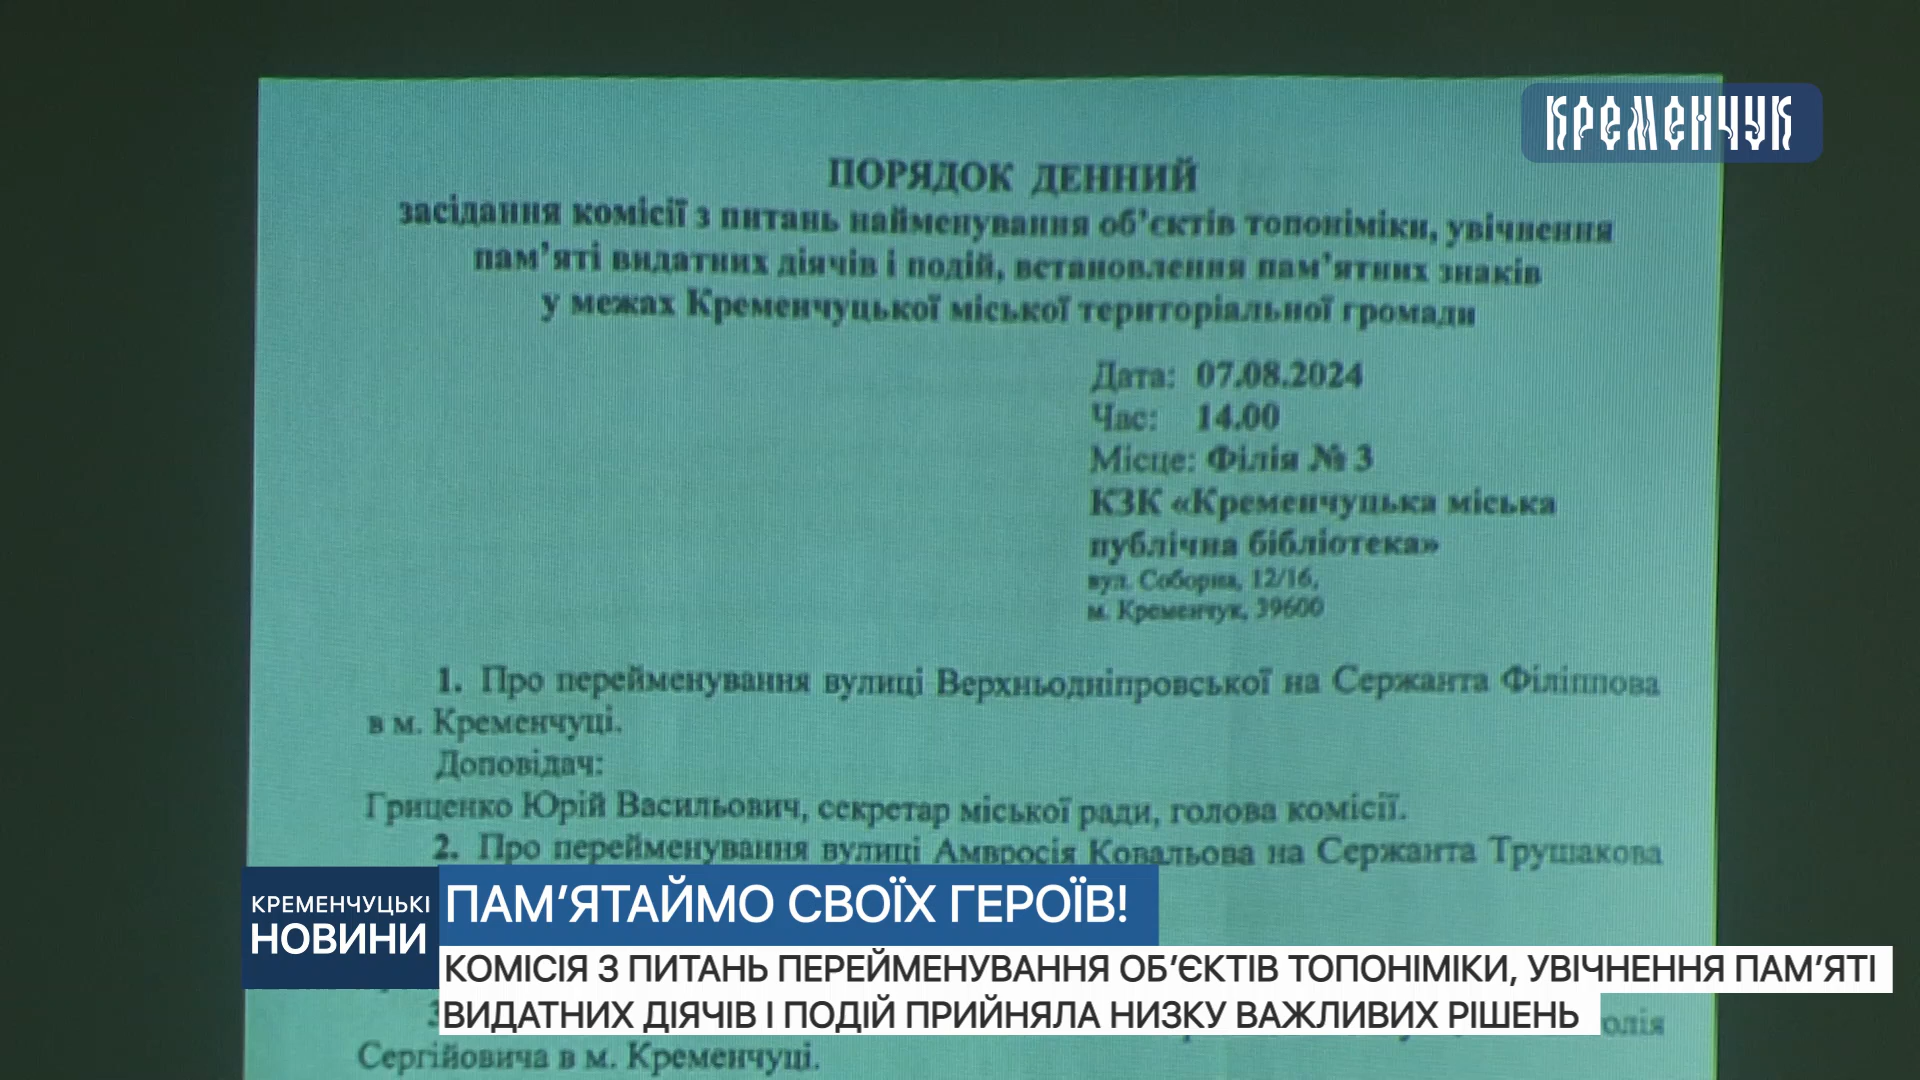 КРЕМЕНЧУК
ПОРЯДОК ДЕННИЙ
засідання комісії з питань найменування об’єктів топоніміки, увічнення
пам’яті видатних діячів і подій, встановлення пам’ятних знаків
у межах Кременчуцької міської територіальної громади
Дата: 07.08.2024
Час: 14.00
Місце: Філія № 3
КЗК «Кременчуцька міська
публічна бібліотека»
вул. Соборна, 12/16,
м. Кременчук, 39600
1. Про перейменування вулиці Верхньодніпровської на Сержанта Філіппова
в м. Кременчуці.
Доповідач:
Гриценко Юрій Васильович, секретар міської ради, голова комісії.
2. Про перейменування вулиці Амвросія Ковальова на Сержанта Трушакова
Сергійовича в м. Кременчуці.
КРЕМЕНЧУЦЬКІ
НОВИНИ
ПАМ‘ЯТАЙМО СВОЇХ ГЕРОЇВ!
КОМІСІЯ З ПИТАНЬ ПЕРЕЙМЕНУВАННЯ ОБ‘ЄКТІВ ТОПОНІМІКИ, УВІЧНЕННЯ ПАМ‘ЯТІ
ВИДАТНИХ ДІЯЧІВ І ПОДІЙ ПРИЙНЯЛА НИЗКУ ВАЖЛИВИХ РІШЕНЬ